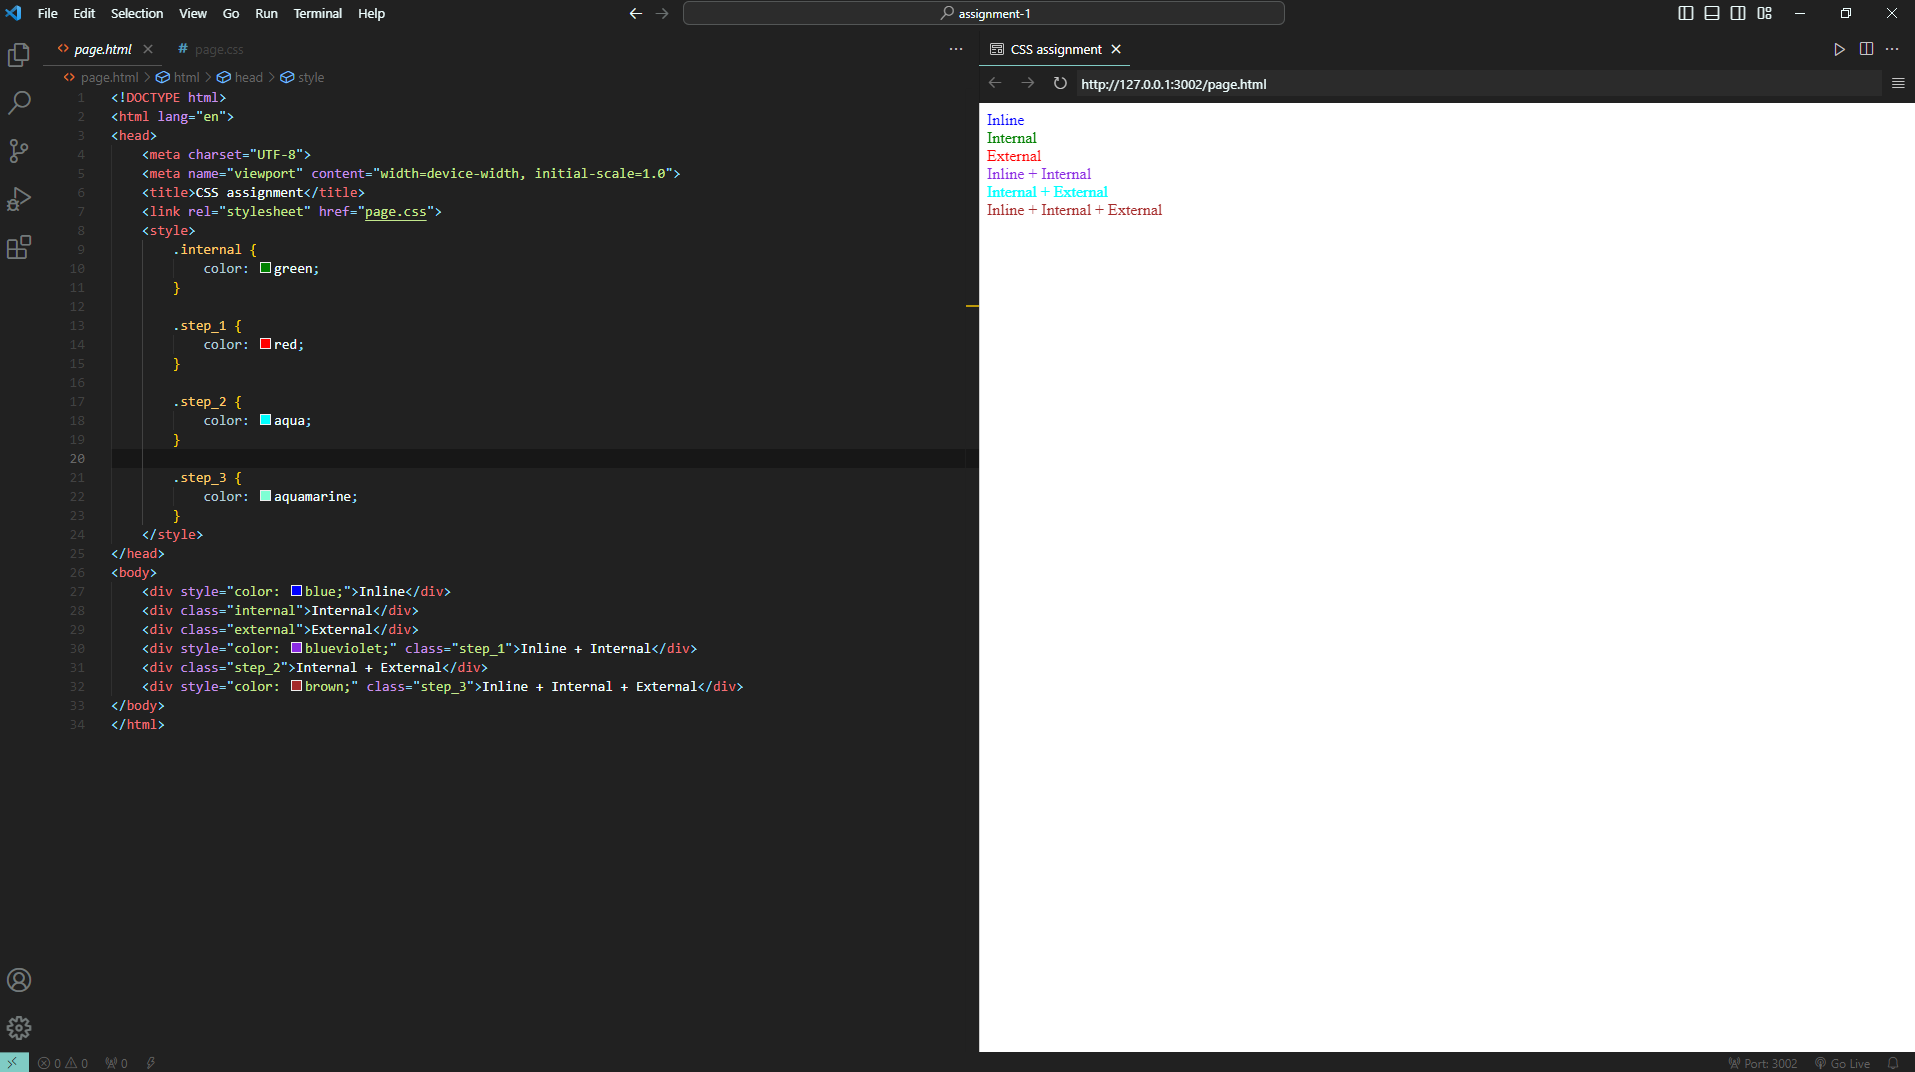 File Edit Selection View Go Run Terminal Help
assignment-1
page.html
# page.css
CSS assignment
page.html > html > head > style
http://127.0.0.1:3002/page.html
1 <!DOCTYPE html>
2 <html lang="en">
3 <head>
4 <meta charset="UTF-8">
5 <meta name="viewport" content="width=device-width, initial-scale=1.0">
6 <title>CSS assignment</title>
7 <link rel="stylesheet" href="page.css">
8 <style>
9 .internal {
10 color: green;
11 }
12
13 .step_1 {
14 color: red;
15 }
16
17 .step_2 {
18 color: aqua;
19 }
20
21 .step_3 {
22 color: aquamarine;
23 }
24 </style>
25 </head>
26 <body>
27 <div style="color: blue;">Inline</div>
28 <div class="internal">Internal</div>
29 <div class="external">External</div>
30 <div style="color: blueviolet;" class="step_1">Inline + Internal</div>
31 <div class="step_2">Internal + External</div>
32 <div style="color: brown;" class="step_3">Inline + Internal + External</div>
33 </body>
34 </html>
Inline
Internal
External
Inline + Internal
Internal + External
Inline + Internal + External
0 0 0
Port: 3002 Go Live